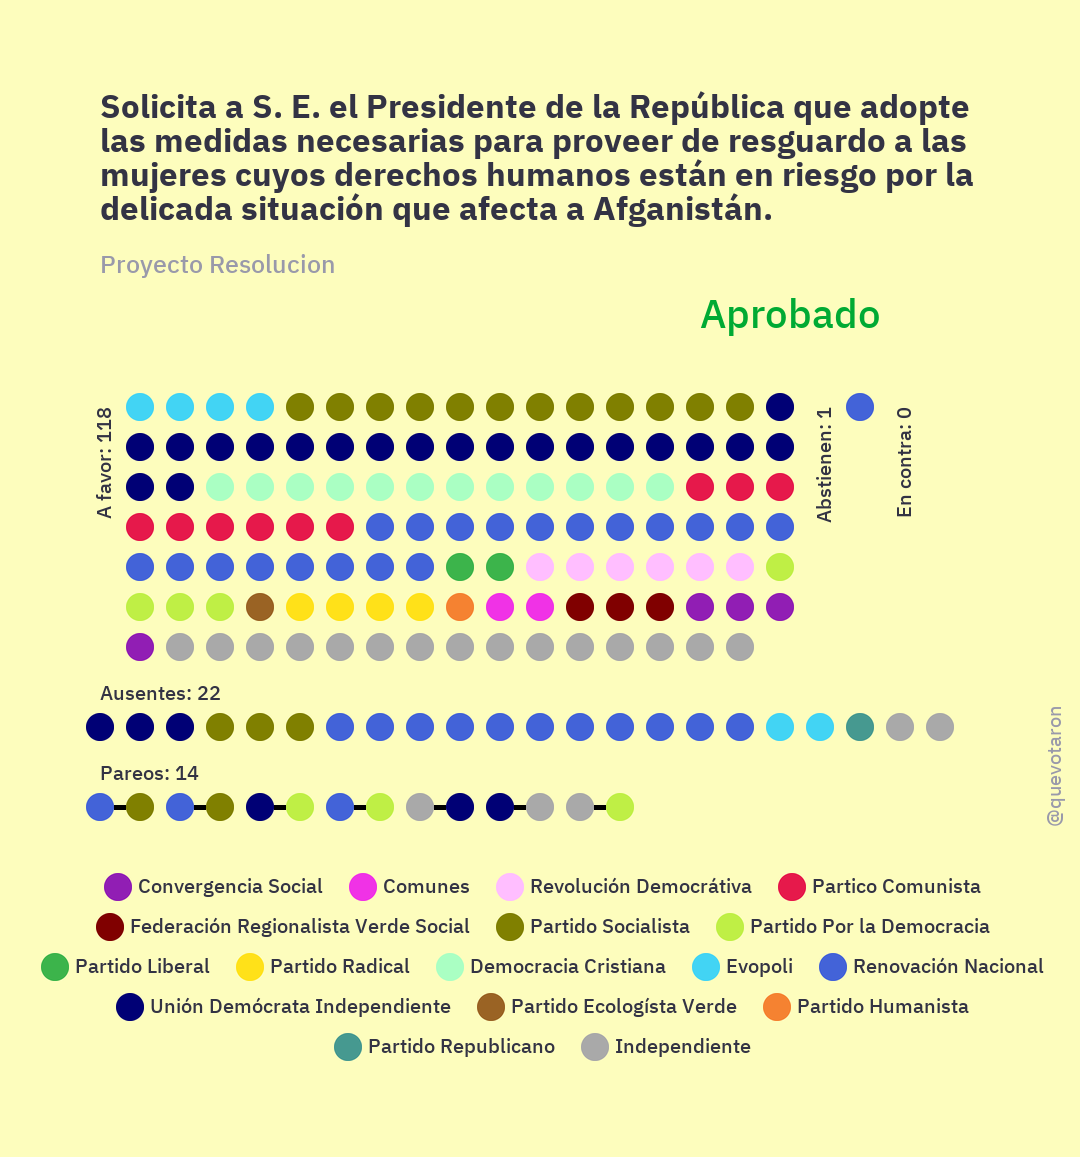 Solicita a S. E. el Presidente de la República que adopte
las medidas necesarias para proveer de resguardo a las
mujeres cuyos derechos humanos están en riesgo por la
delicada situación que afecta a Afganistán.
Proyecto Resolucion
Aprobado
A favor: 118
Abstienen: 1
En contra: 0
Ausentes: 22
Pareos: 14
@quevotaron
Convergencia Social
Comunes
Revolución Democrátiva
Partico Comunista
Federación Regionalista Verde Social
Partido Socialista
Partido Por la Democracia
Partido Liberal
Partido Radical
Democracia Cristiana
Evopoli
Renovación Nacional
Unión Demócrata Independiente
Partido Ecologísta Verde
Partido Humanista
Partido Republicano
Independiente